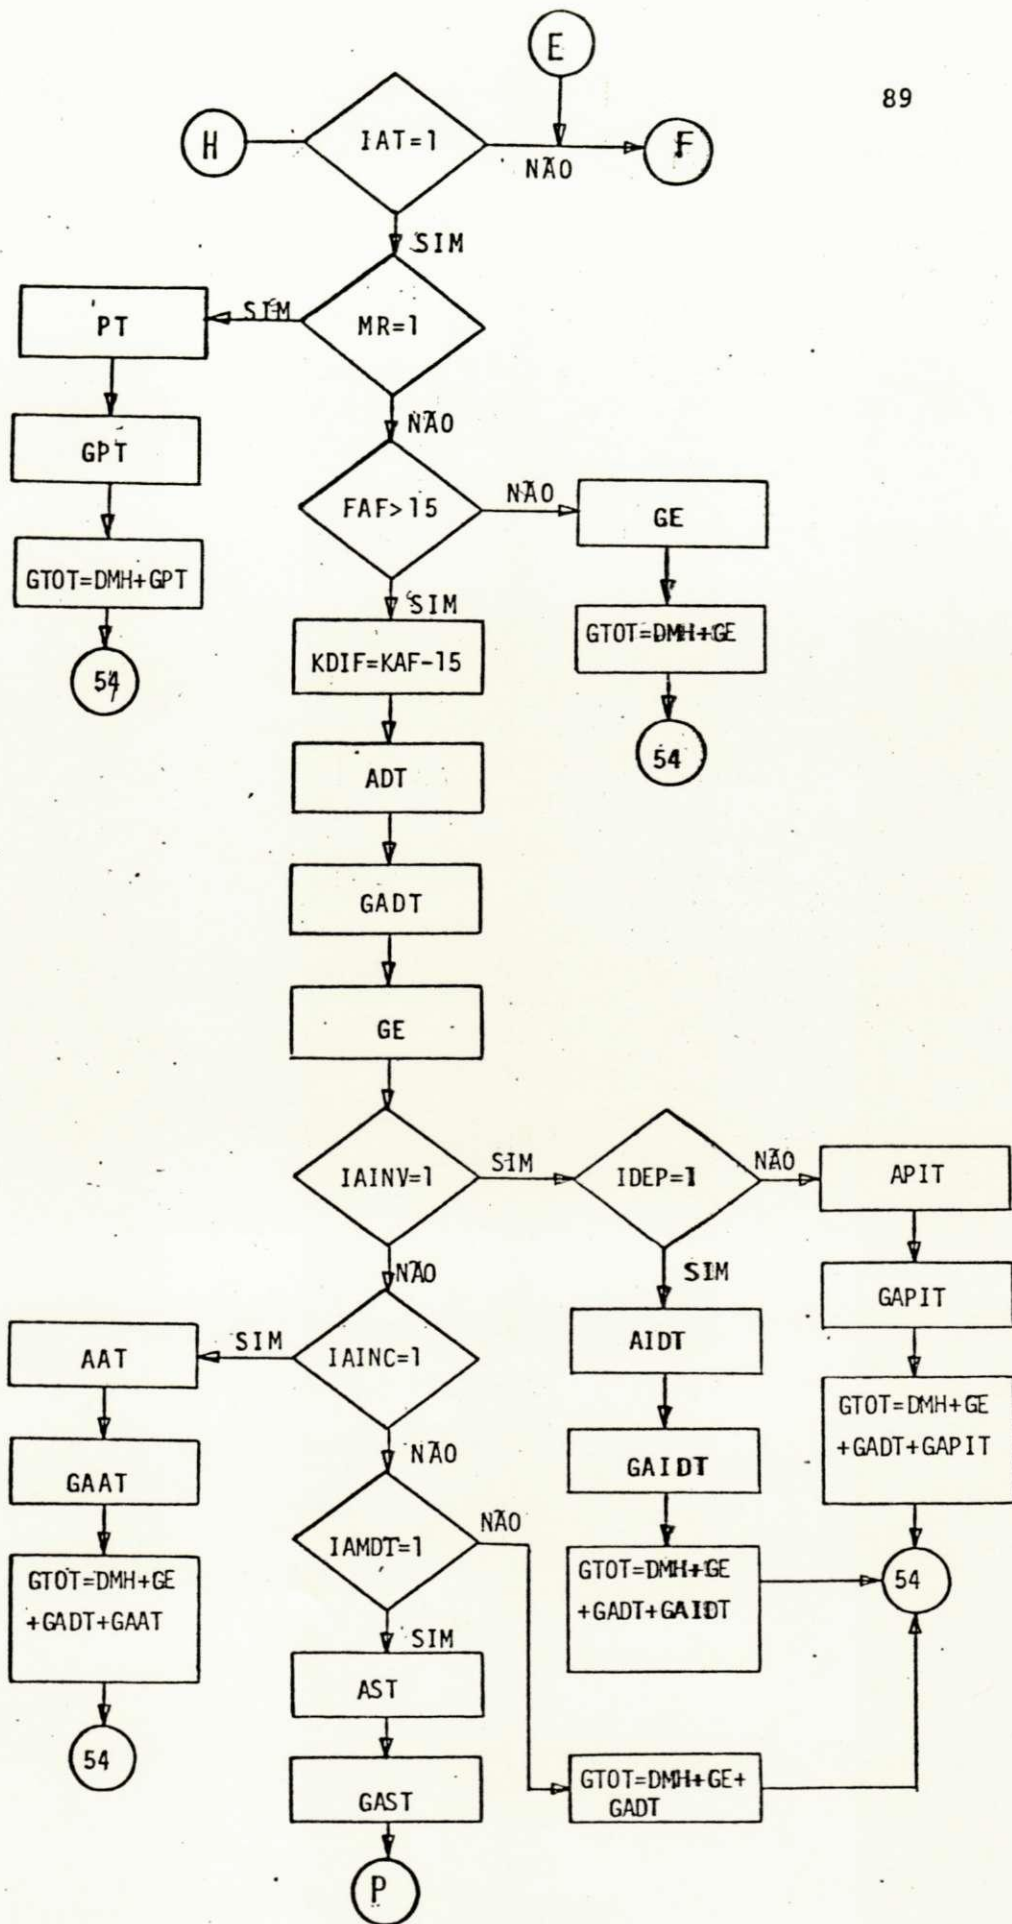 E
89
H
IAT=1
NÃO
F
SIM
PT
SIM
MR=1
GPT
NÃO
FAF>15
NÃO
GE
GTOT=DMH+GPT
SIM
GTOT=DMH+GE
54
KDIF=KAF-15
54
ADT
GADT
GE
IAINV=1
SIM
IDEP=1
NÃO
APIT
NÃO
SIM
GAPIT
AAT
SIM
IAINC=1
AIDT
GTOT=DMH+GE
+GADT+GAPIT
GAAT
NÃO
GAIDT
IAMDT=1
NÃO
GTOT=DMH+GE
+GADT+GAAT
GTOT=DMH+GE
+GADT+GAIDT
54
SIM
AST
54
GAST
GTOT=DMH+GE+
GADT
P